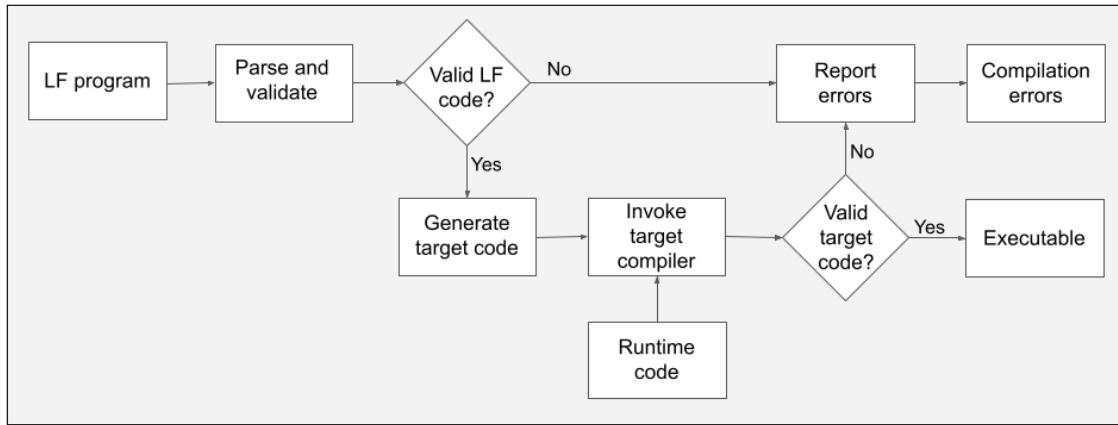 LF program
Parse and
validate
Valid LF
code?
No
Report
errors
Compilation
errors
Yes
No
Generate
target code
Invoke
target
compiler
Valid
target
code?
Yes
Executable
Runtime
code